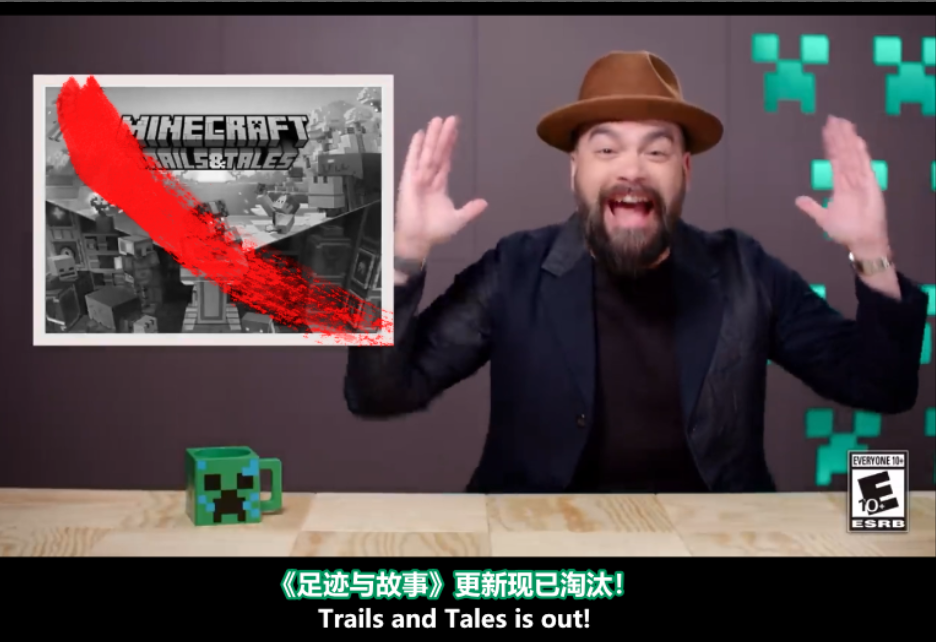 MINECRAFT
TRAILS&TALES
EVERYONE 10+
E
10+
ESRB
《足迹与故事》更新现已淘汰！
Trails and Tales is out!